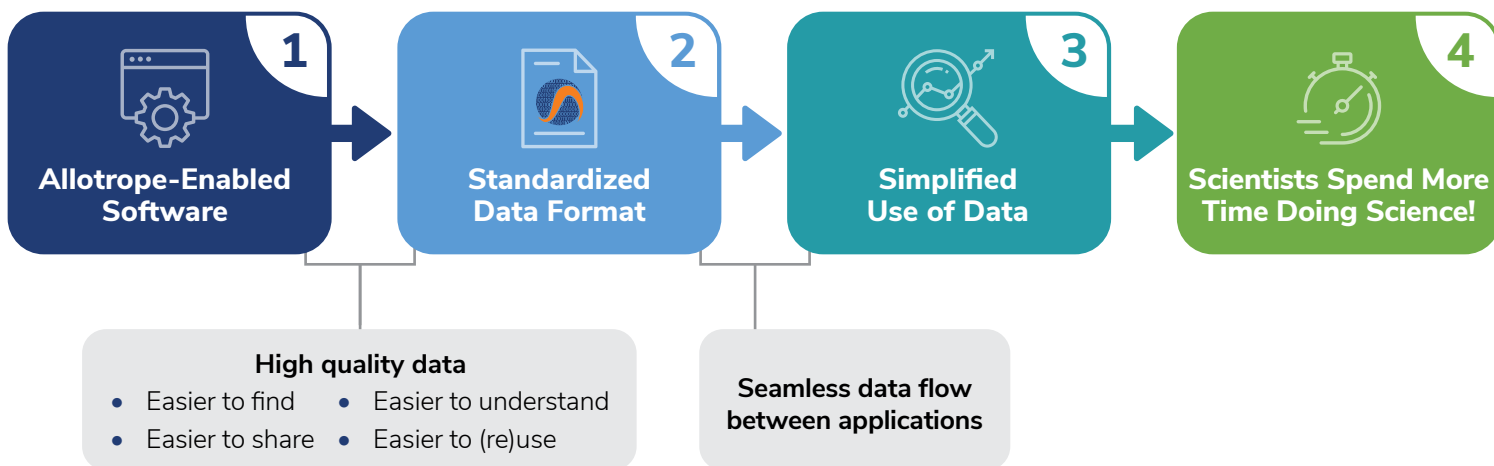 1
Allotrope-Enabled
Software
2
Standardized
Data Format
3
Simplified
Use of Data
4
Scientists Spend More
Time Doing Science!
High quality data
• Easier to find • Easier to understand
• Easier to share • Easier to (re)use
Seamless data flow
between applications